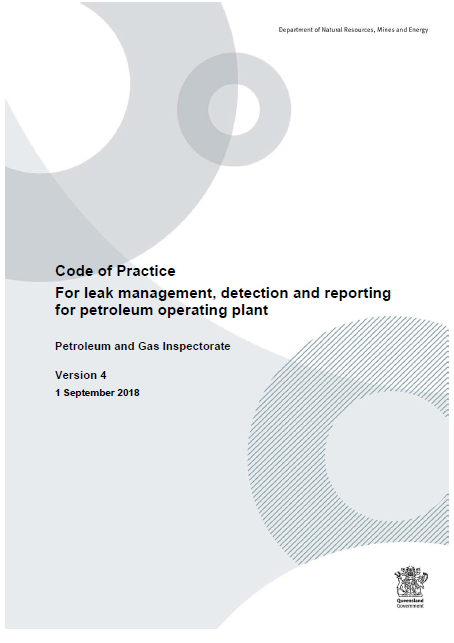 Department of Natural Resources, Mines and Energy
Code of Practice
For leak management, detection and reporting
for petroleum operating plant
Petroleum and Gas Inspectorate
Version 4
1 September 2018
Queensland
Government